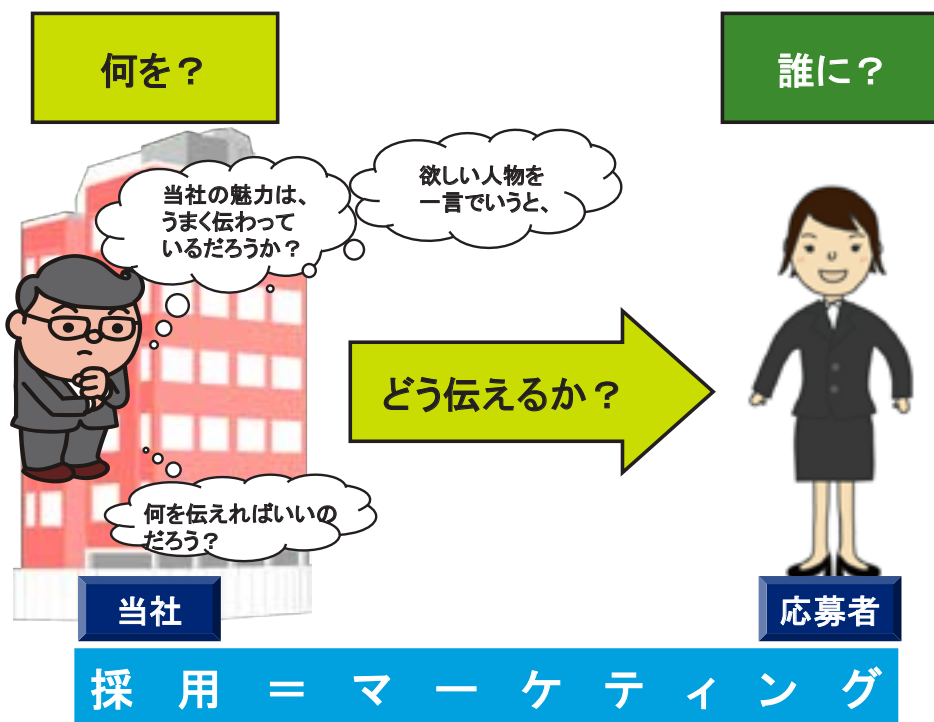 何を？
誰に？
当社の魅力は、
うまく伝わって
いるだろうか？
欲しい人物を
一言でいうと、
どう伝えるか？
何を伝えればいいの
だろう？
当社
応募者
採用＝マーケティング